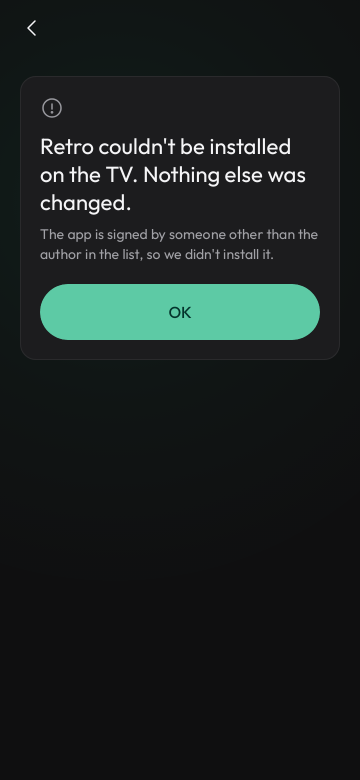 Retro couldn't be installed
on the TV. Nothing else was
changed.
The app is signed by someone other than the
author in the list, so we didn't install it.
OK